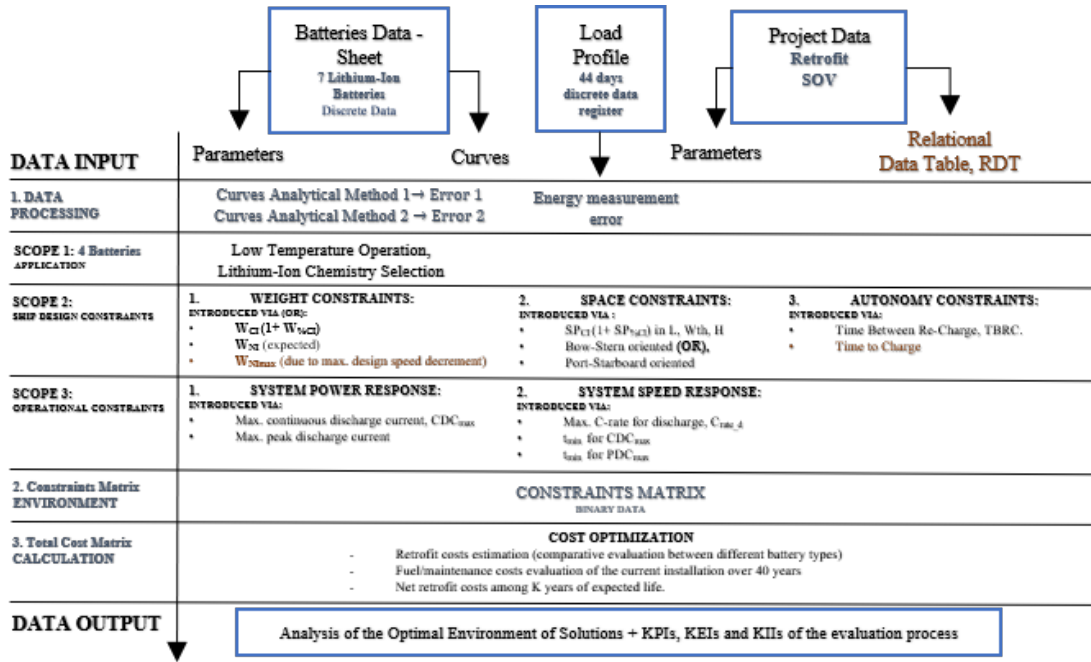 Batteries Data -
Sheet
7 Lithium-Ion
Batteries
Discrete Data
Load
Profile
44 days
discrete data
register
Project Data
Retrofit
SOV
DATA INPUT
Parameters
Curves
Parameters
Relational
Data Table, RDT
1. DATA
PROCESSING
Curves Analytical Method 1→ Error 1
Curves Analytical Method 2 → Error 2
Energy measurement
error
SCOPE 1: 4 Batteries
APPLICATION
Low Temperature Operation,
Lithium-Ion Chemistry Selection
SCOPE 2:
SHIP DESIGN CONSTRAINTS
1. WEIGHT CONSTRAINTS:
INTRODUCED VIA (OR):
• W_CI (1+ W_%CI)
• W_NI (expected)
• W_NImax (due to max. design speed decrement)
2. SPACE CONSTRAINTS:
INTRODUCED VIA :
• SP_CI (1+ SP_%CI) in L, Wth, H
• Bow-Stern oriented (OR),
• Port-Starboard oriented
3. AUTONOMY CONSTRAINTS:
INTRODUCED VIA:
• Time Between Re-Charge, TBRC.
• Time to Charge
SCOPE 3:
OPERATIONAL CONSTRAINTS
1. SYSTEM POWER RESPONSE:
INTRODUCED VIA:
• Max. continuous discharge current, CDC_max
• Max. peak discharge current
2. SYSTEM SPEED RESPONSE:
INTRODUCED VIA:
• Max. C-rate for discharge, C_rate_d
• t_min for CDC_max
• t_min for PDC_max
2. Constraints Matrix
ENVIRONMENT
CONSTRAINTS MATRIX
BINARY DATA
3. Total Cost Matrix
CALCULATION
COST OPTIMIZATION
- Retrofit costs estimation (comparative evaluation between different battery types)
- Fuel/maintenance costs evaluation of the current installation over 40 years
- Net retrofit costs among K years of expected life.
DATA OUTPUT
Analysis of the Optimal Environment of Solutions + KPIs, KEIs and KIIs of the evaluation process